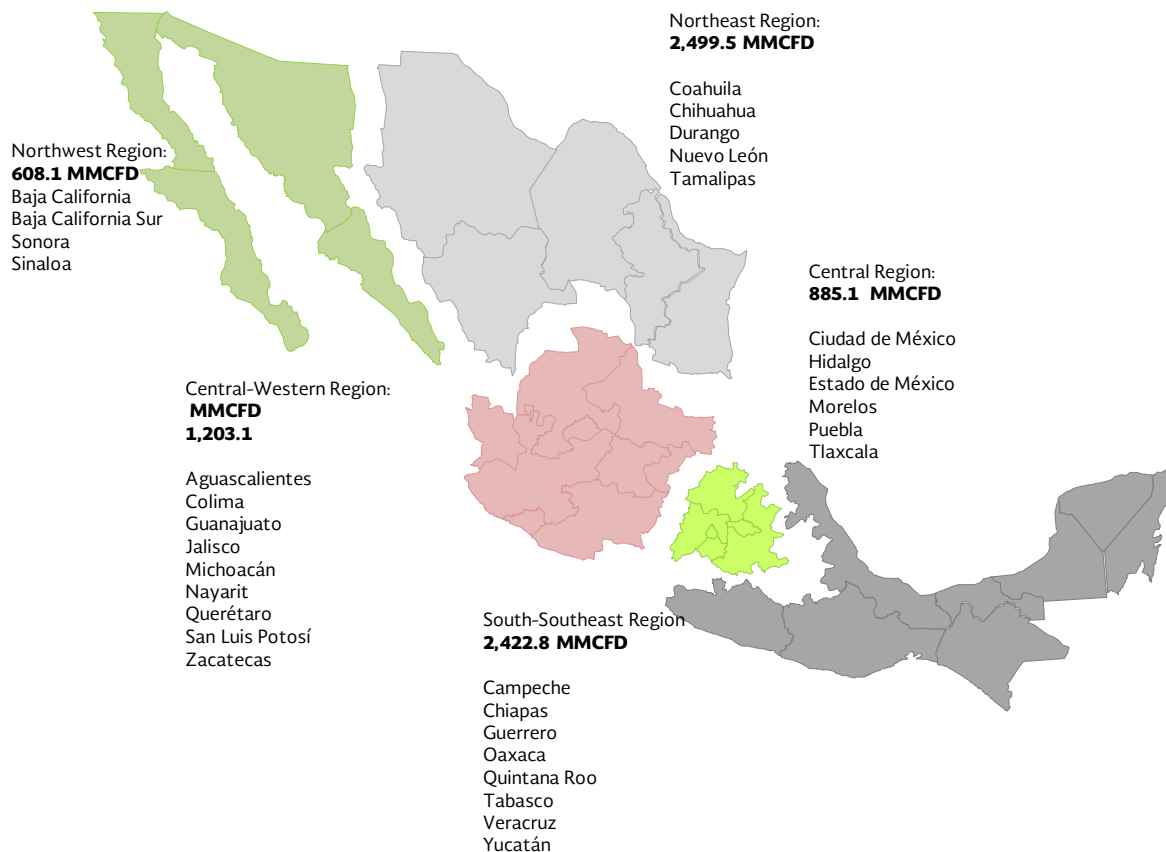 Northeast Region:
2,499.5 MMCFD
Coahuila
Chihuahua
Durango
Nuevo León
Tamalipas
Northwest Region:
608.1 MMCFD
Baja California
Baja California Sur
Sonora
Sinaloa
Central Region:
885.1 MMCFD
Ciudad de México
Hidalgo
Estado de México
Morelos
Puebla
Tlaxcala
Central-Western Region:
MMCFD
1,203.1
Aguascalientes
Colima
Guanajuato
Jalisco
Michoacán
Nayarit
Querétaro
San Luis Potosí
Zacatecas
South-Southeast Region
2,422.8 MMCFD
Campeche
Chiapas
Guerrero
Oaxaca
Quintana Roo
Tabasco
Veracruz
Yucatán